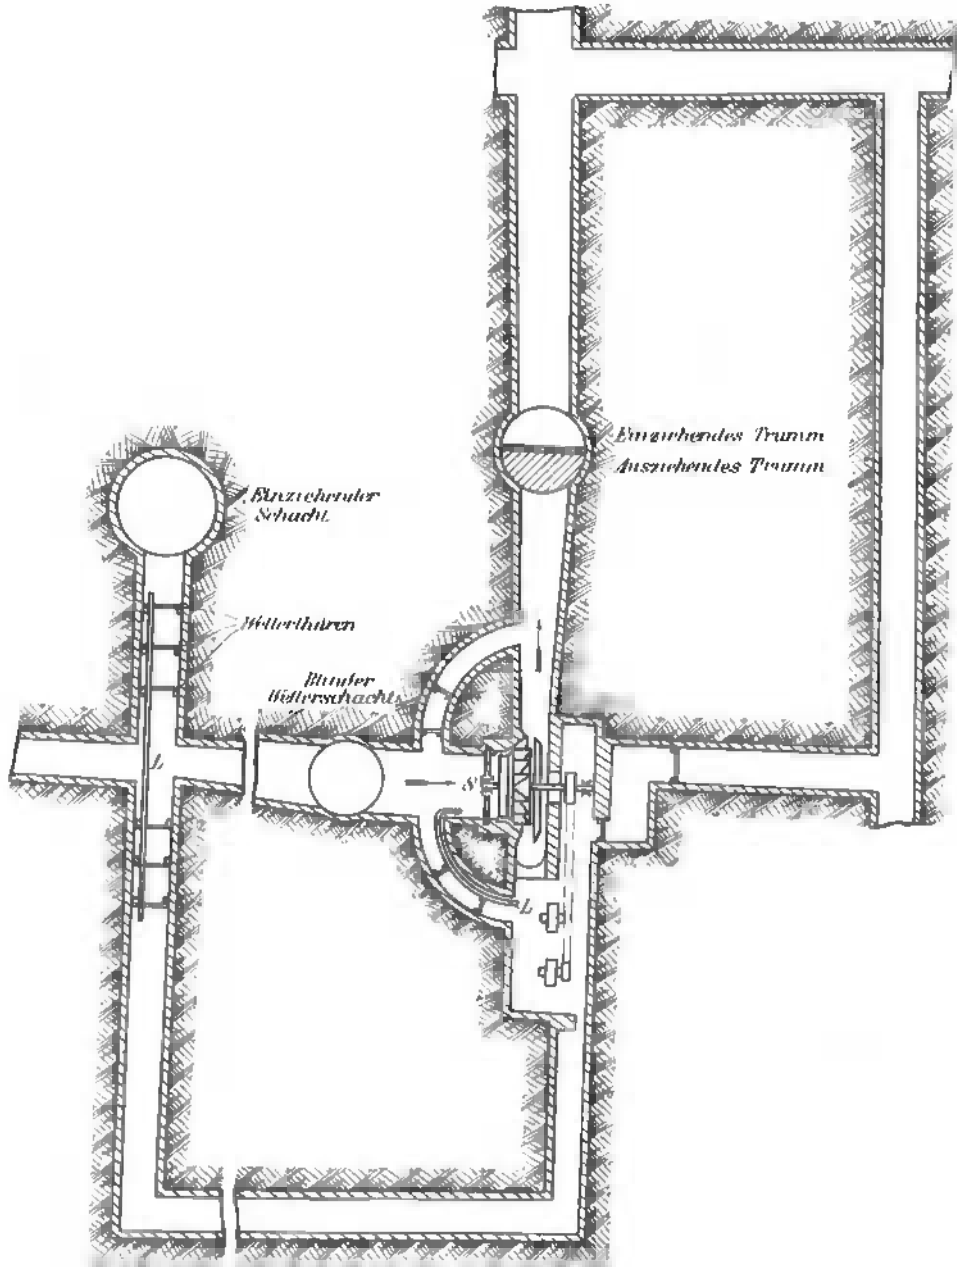 Einziehendes Trumm
Ausziehendes Trumm
Einziehender
Schacht.
Wetterthüren
Blinder
Wetterschacht
L
S
L